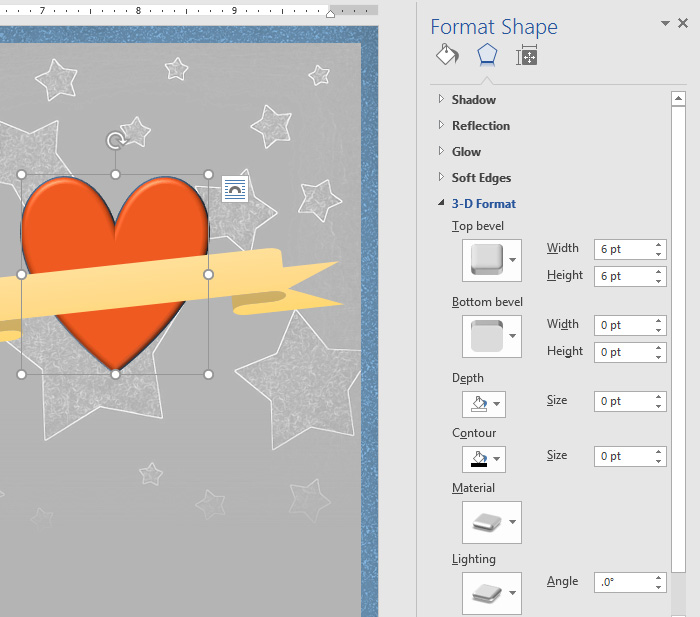 7 8 9
Format Shape
Shadow
Reflection
Glow
Soft Edges
3-D Format
Top bevel
Width 6 pt
Height 6 pt
Bottom bevel
Width 0 pt
Height 0 pt
Depth
Size 0 pt
Contour
Size 0 pt
Material
Lighting
Angle .0°